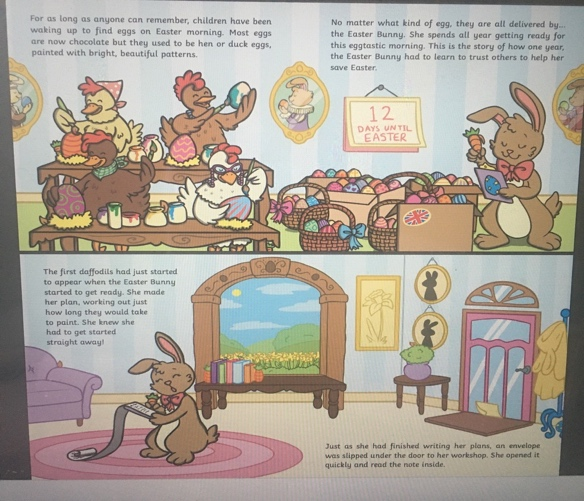 For as long as anyone can remember, children have been
waking up to find eggs on Easter morning. Most eggs
are now chocolate but they used to be hen or duck eggs,
painted with bright, beautiful patterns.
No matter what kind of egg, they are all delivered by...
the Easter Bunny. She spends all year getting ready for
this eggtastic morning. This is the story of how one year,
the Easter Bunny had to learn to trust others to help her
save Easter.
12
DAYS UNTIL
EASTER
The first daffodils had just started
to appear when the Easter Bunny
started to get ready. She made
her plan, working out just
how long they would take
to paint. She knew she
had to get started
straight away!
Just as she had finished writing her plans, an envelope
was slipped under the door to her workshop. She opened it
quickly and read the note inside.